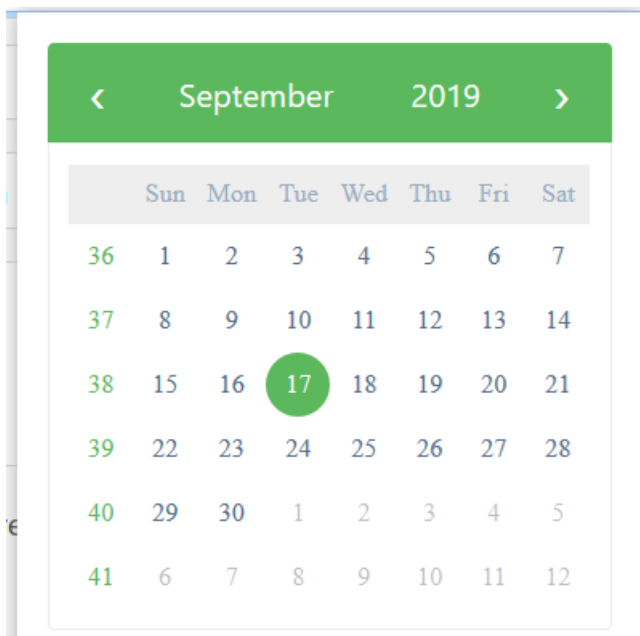 ‹ September 2019 ›
Sun Mon Tue Wed Thu Fri Sat
36 1 2 3 4 5 6 7
37 8 9 10 11 12 13 14
38 15 16 17 18 19 20 21
39 22 23 24 25 26 27 28
40 29 30 1 2 3 4 5
41 6 7 8 9 10 11 12